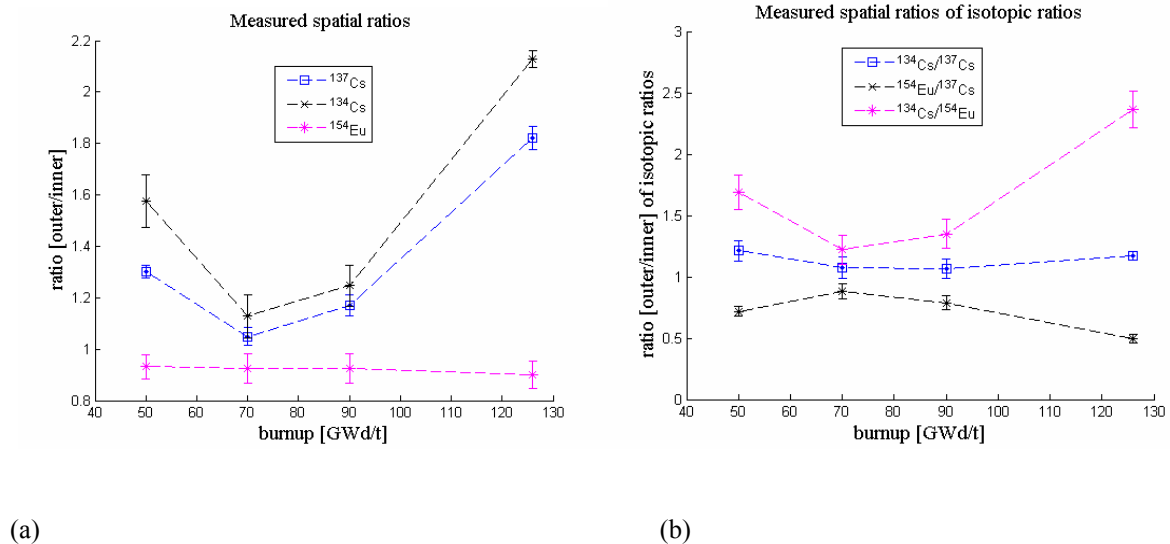 Measured spatial ratios
2.2
2
1.8
1.6
1.4
1.2
1
0.8
ratio [outer/inner]
¹³⁷Cs
¹³⁴Cs
¹⁵⁴Eu
40 50 60 70 80 90 100 110 120 130
burnup [GWd/t]
(a)
Measured spatial ratios of isotopic ratios
3
2.5
2
1.5
1
0.5
0
ratio [outer/inner] of isotopic ratios
¹³⁴Cs/¹³⁷Cs
¹⁵⁴Eu/¹³⁷Cs
¹³⁴Cs/¹⁵⁴Eu
40 50 60 70 80 90 100 110 120 130
burnup [GWd/t]
(b)